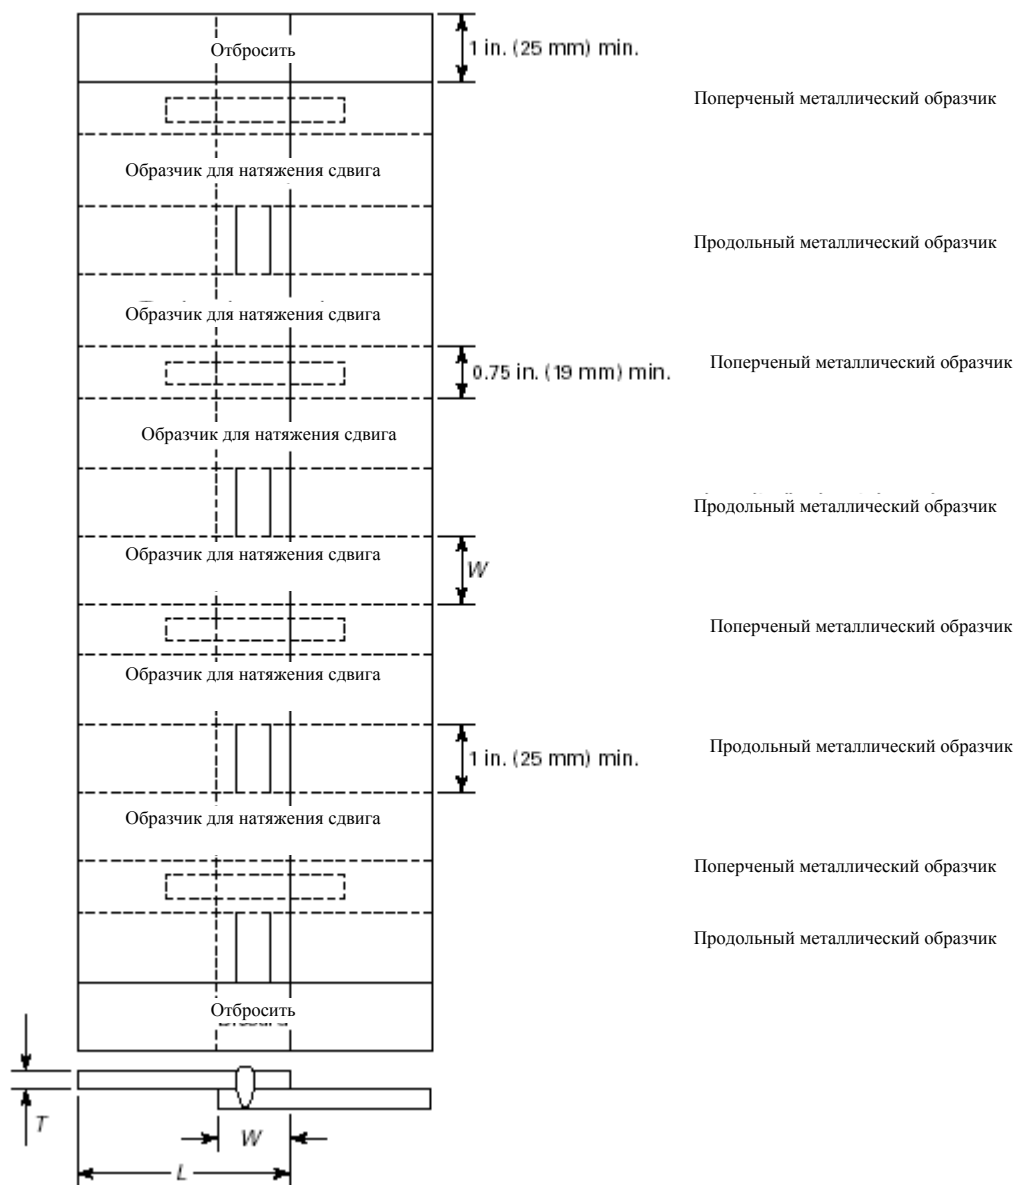 Отбросить
1 in. (25 mm) min.
Поперченый металлический образчик
Образчик для натяжения сдвига
Продольный металлический образчик
Образчик для натяжения сдвига
0.75 in. (19 mm) min.
Поперченый металлический образчик
Образчик для натяжения сдвига
Продольный металлический образчик
Образчик для натяжения сдвига
W
Поперченый металлический образчик
Образчик для натяжения сдвига
Продольный металлический образчик
1 in. (25 mm) min.
Образчик для натяжения сдвига
Поперченый металлический образчик
Продольный металлический образчик
Отбросить
T
W
L